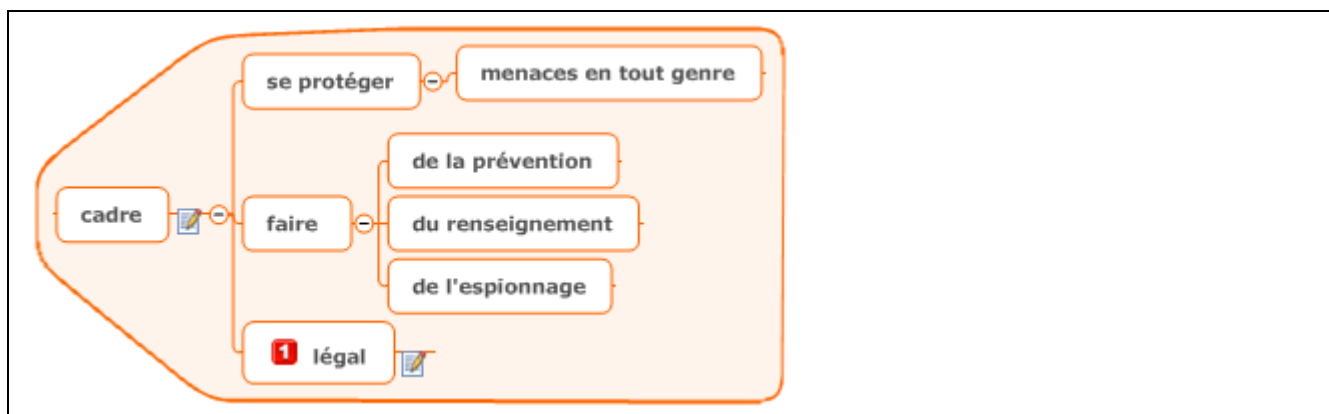 se protéger
menaces en tout genre
cadre
faire
de la prévention
du renseignement
de l'espionnage
1 légal